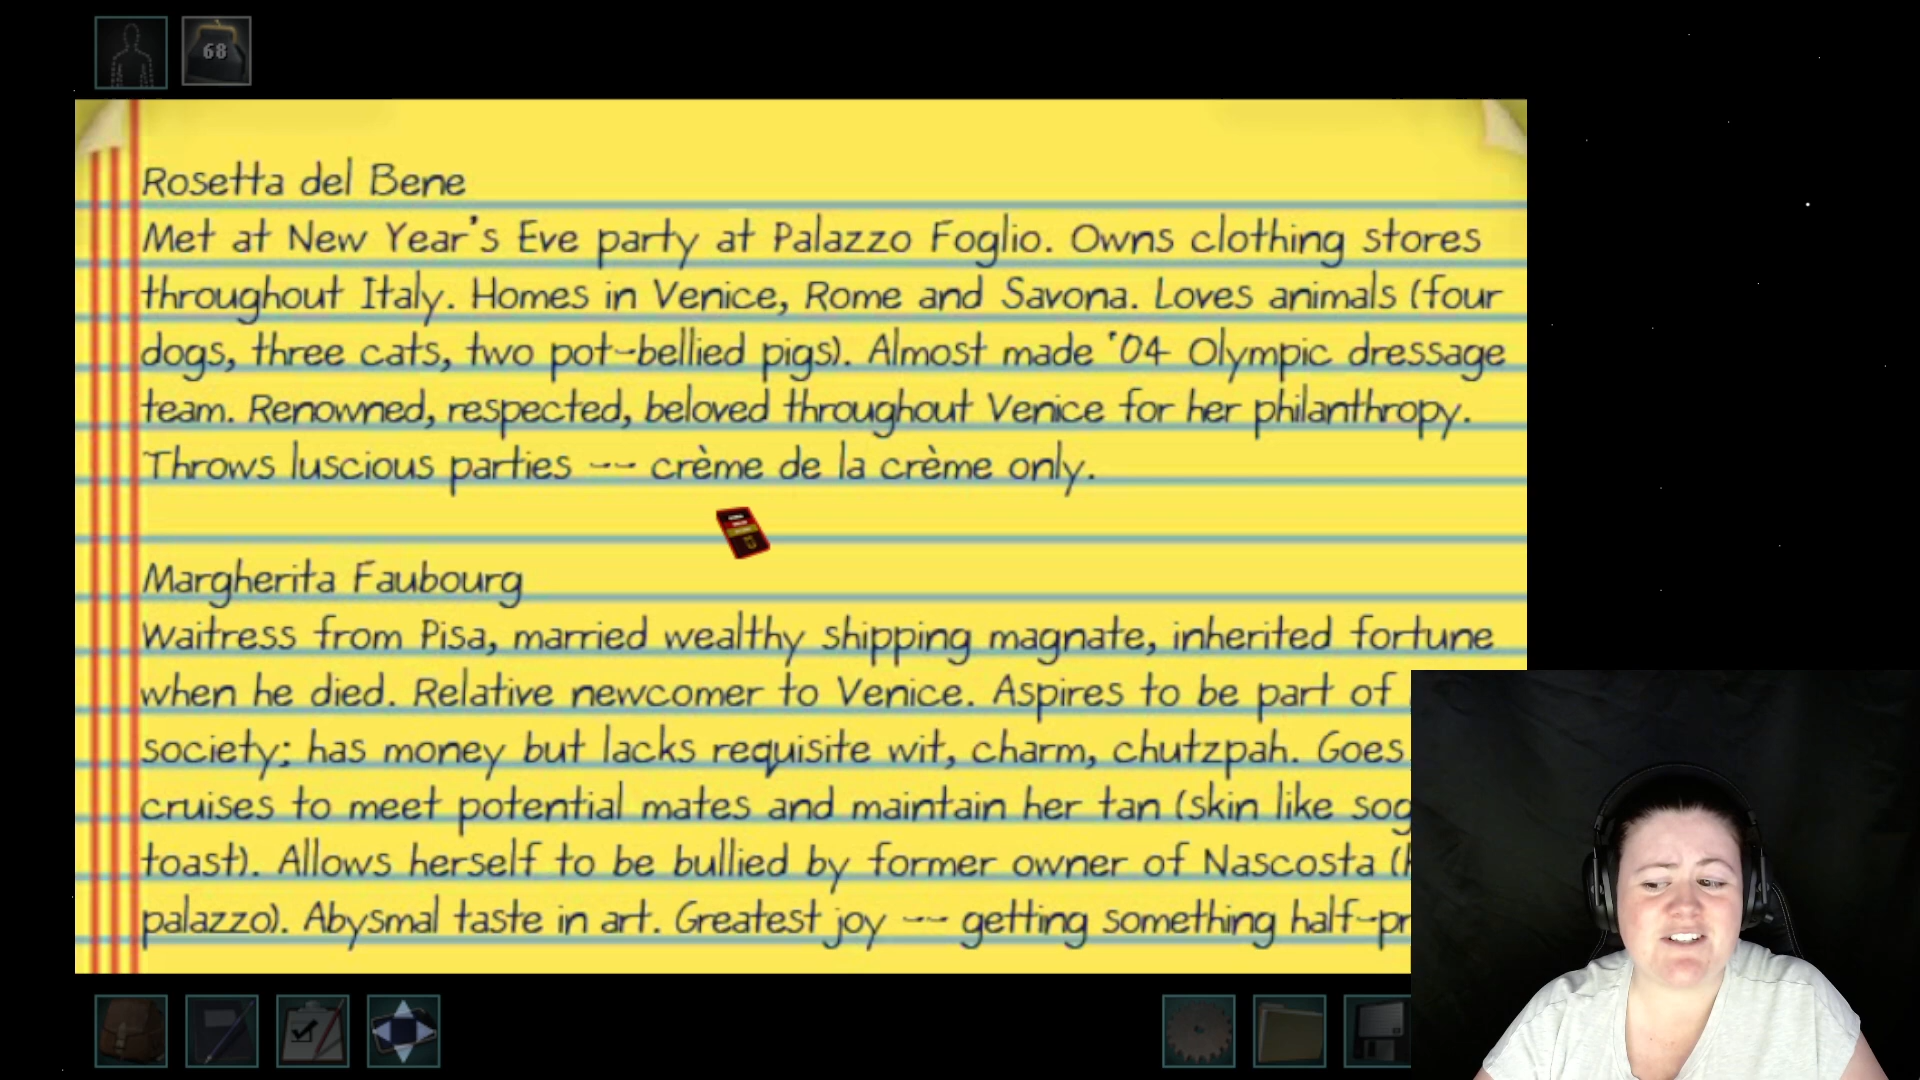 68
Rosetta del Bene
Met at New Year's Eve party at Palazzo Foglio. Owns clothing stores
throughout Italy. Homes in Venice, Rome and Savona. Loves animals (four
dogs, three cats, two pot-bellied pigs). Almost made '04 Olympic dressage
team. Renowned, respected, beloved throughout Venice for her philanthropy.
Throws luscious parties -- crème de la crème only.
Margherita Faubourg
Waitress from Pisa, married wealthy shipping magnate, inherited fortune
when he died. Relative newcomer to Venice. Aspires to be part of
society; has money but lacks requisite wit, charm, chutzpah. Goes
cruises to meet potential mates and maintain her tan (skin like
toast). Allows herself to be bullied by former owner of Nascosta
palazzo). Abysmal taste in art. Greatest joy -- getting something